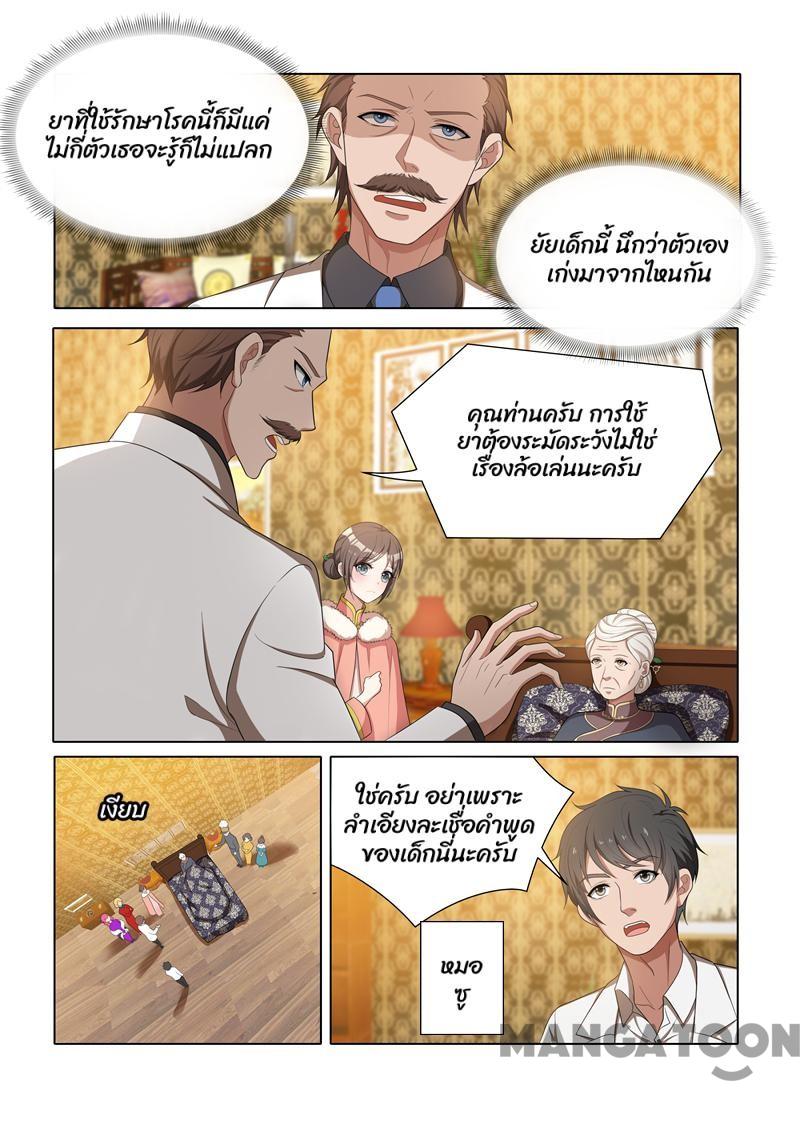 ยาที่ใช้รักษาโรคนี้ก็มีแค่
ไม่กี่ตัวเธอจะรู้ก็ไม่แปลก
ยัยเด็กนี้ นึกว่าตัวเอง
เก่งมาจากไหนกัน
คุณท่านครับ การใช้
ยาต้องระมัดระวังไม่ใช่
เรื่องล้อเล่นนะครับ
เงียบ
ใช่ครับ อย่าเพราะ
ลำเอียงละเชื่อคำพูด
ของเด็กนี่นะครับ
หมอ
ซู
MANGATOON